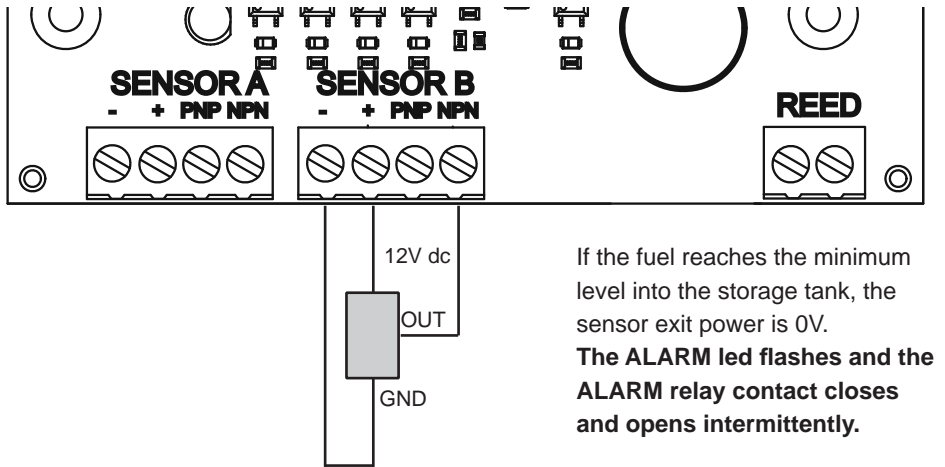 SENSOR A
SENSOR B
- + PNP NPN
- + PNP NPN
REED
12V dc
OUT
GND
If the fuel reaches the minimum
level into the storage tank, the
sensor exit power is 0V.
The ALARM led flashes and the
ALARM relay contact closes
and opens intermittently.